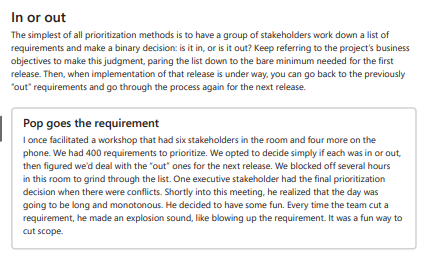 In or out
The simplest of all prioritization methods is to have a group of stakeholders work down a list of
requirements and make a binary decision: is it in, or is it out? Keep referring to the project's business
objectives to make this judgment, paring the list down to the bare minimum needed for the first
release. Then, when implementation of that release is under way, you can go back to the previously
"out" requirements and go through the process again for the next release.
Pop goes the requirement
I once facilitated a workshop that had six stakeholders in the room and four more on the
phone. We had 400 requirements to prioritize. We opted to decide simply if each was in or out,
then figured we'd deal with the "out" ones for the next release. We blocked off several hours
in this room to grind through the list. One executive stakeholder had the final prioritization
decision when there were conflicts. Shortly into this meeting, he realized that the day was
going to be long and monotonous. He decided to have some fun. Every time the team cut a
requirement, he made an explosion sound, like blowing up the requirement. It was a fun way to
cut scope.